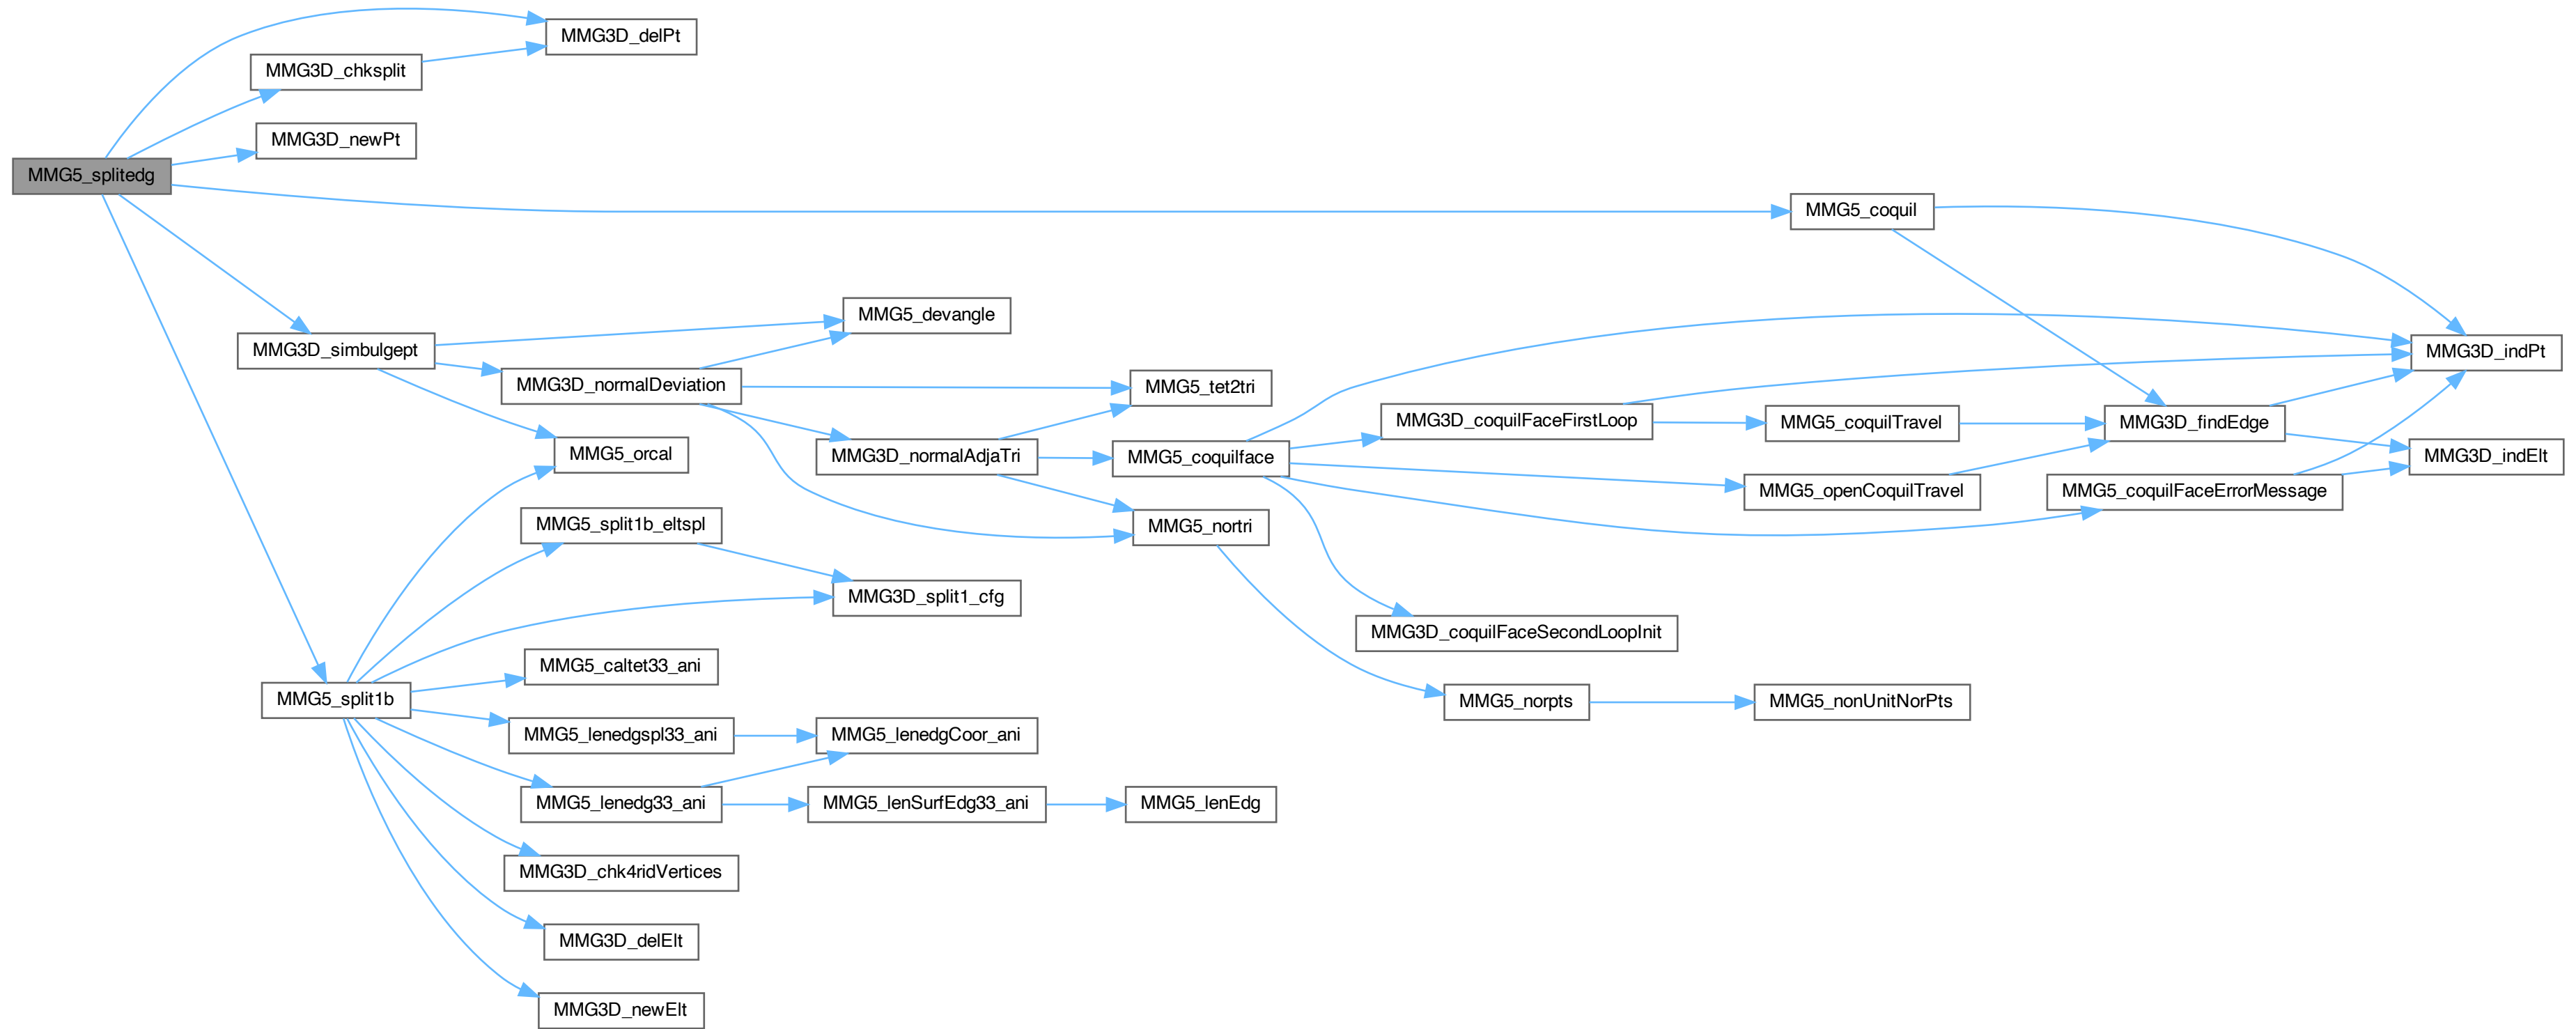 MMG3D_delPt
MMG3D_chksplit
MMG3D_newPt
MMG5_splitedg
MMG5_coquil
MMG5_devangle
MMG3D_simbulgept
MMG3D_indPt
MMG3D_normalDeviation
MMG5_tet2tri
MMG3D_coquilFaceFirstLoop
MMG5_coquilTravel
MMG3D_findEdge
MMG5_orcal
MMG3D_normalAdjaTri
MMG5_coquilface
MMG3D_indElt
MMG5_openCoquilTravel
MMG5_coquilFaceErrorMessage
MMG5_split1b_eltspl
MMG5_nortri
MMG3D_split1_cfg
MMG3D_coquilFaceSecondLoopInit
MMG5_caltet33_ani
MMG5_split1b
MMG5_norpts
MMG5_nonUnitNorPts
MMG5_lenedgspl33_ani
MMG5_lenedgCoor_ani
MMG5_lenedg33_ani
MMG5_lenSurfEdg33_ani
MMG5_lenEdg
MMG3D_chk4ridVertices
MMG3D_delElt
MMG3D_newElt